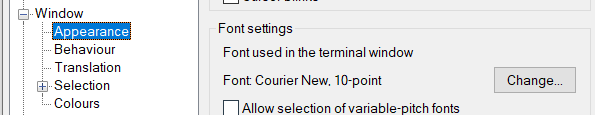 Window
Appearance
Behaviour
Translation
Selection
Colours
Font settings
Font used in the terminal window
Font: Courier New, 10-point
Change...
Allow selection of variable-pitch fonts